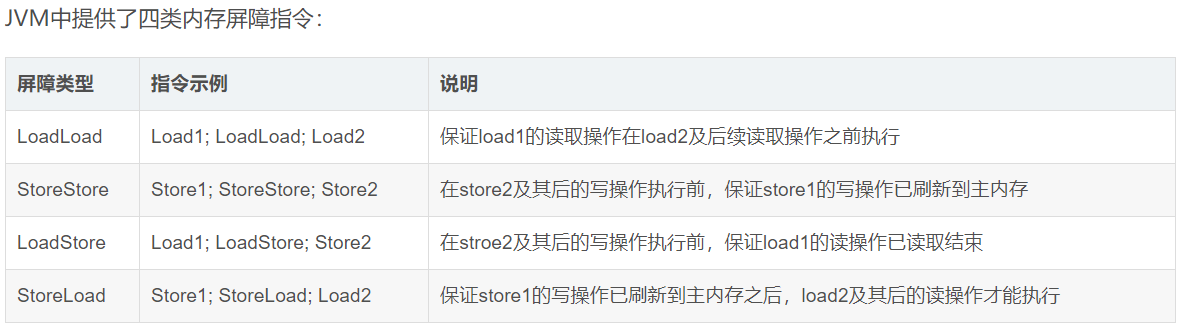 JVM中提供了四类内存屏障指令：
屏障类型 指令示例 说明
LoadLoad Load1; LoadLoad; Load2 保证load1的读取操作在load2及后续读取操作之前执行
StoreStore Store1; StoreStore; Store2 在store2及其后的写操作执行前，保证store1的写操作已刷新到主内存
LoadStore Load1; LoadStore; Store2 在stroe2及其后的写操作执行前，保证load1的读操作已读取结束
StoreLoad Store1; StoreLoad; Load2 保证store1的写操作已刷新到主内存之后，load2及其后的读操作才能执行